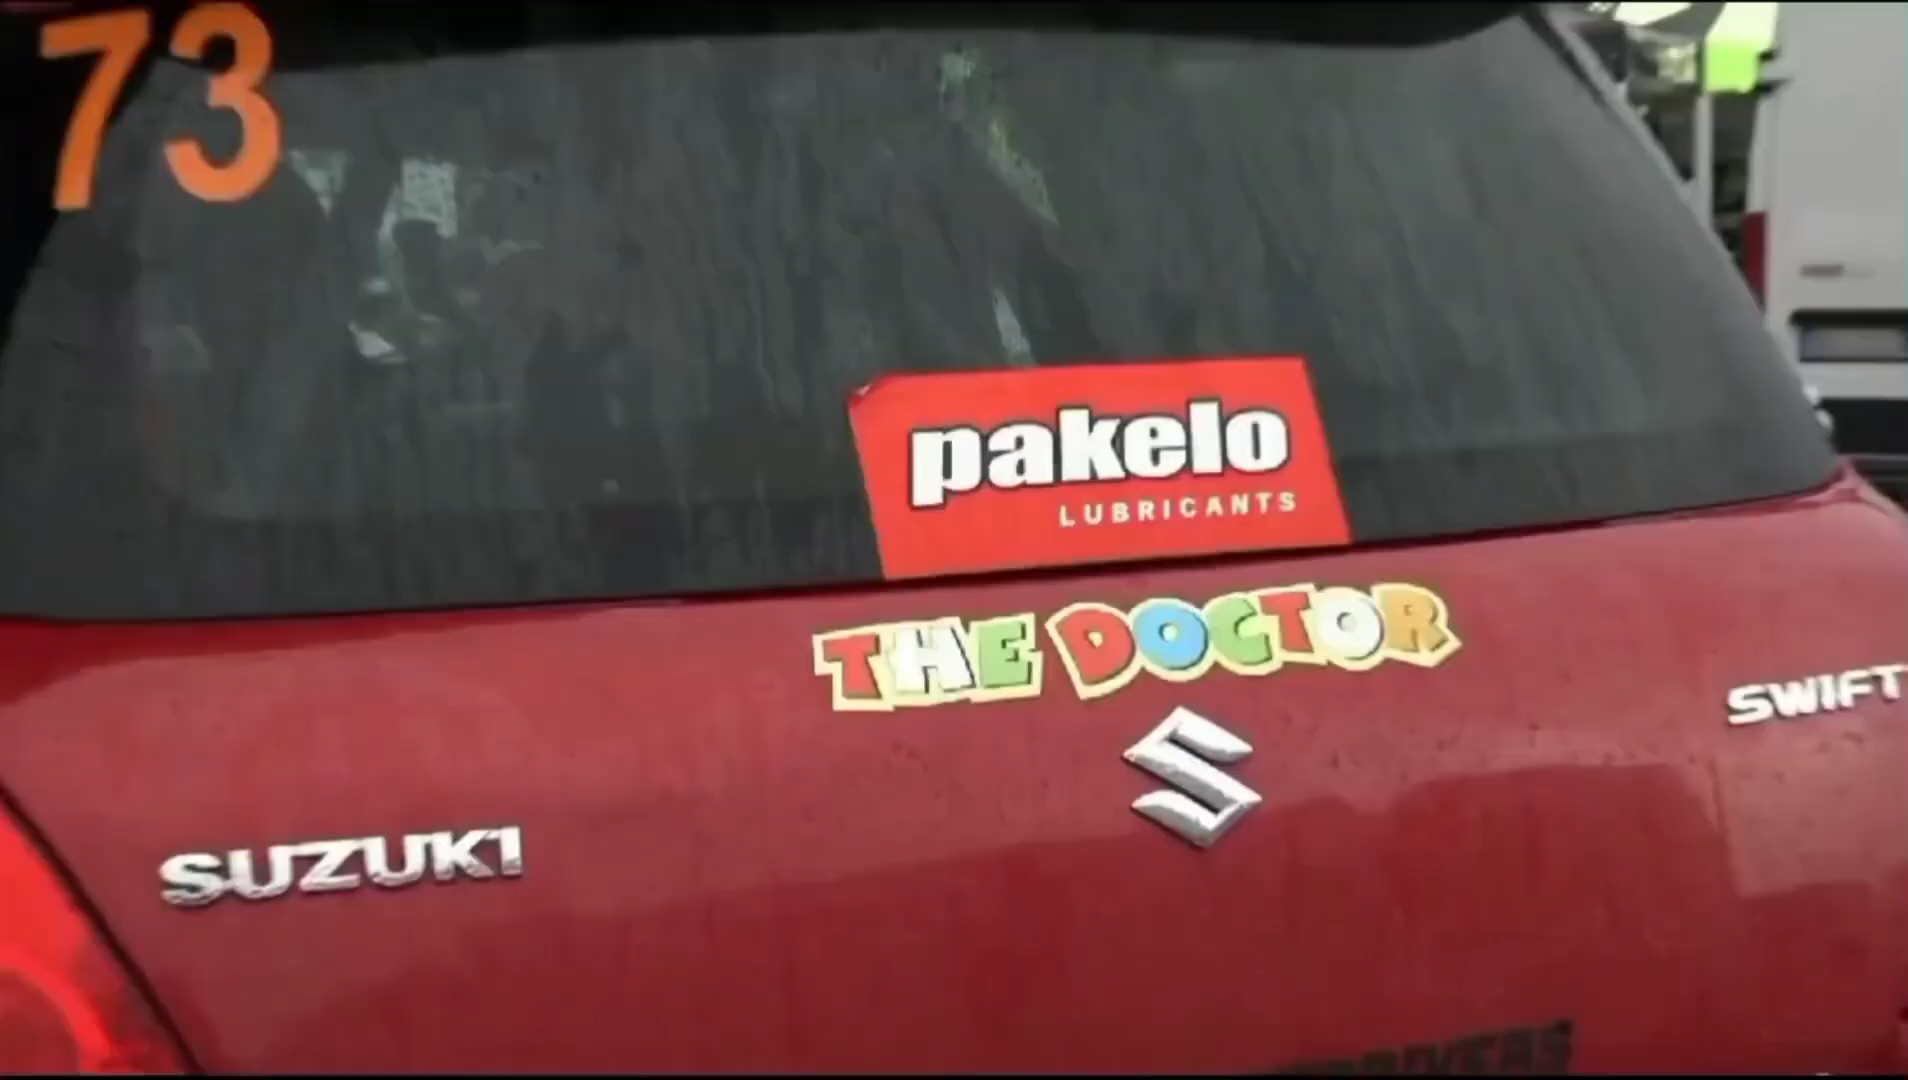 73
pakelo
LUBRICANTS
THE DOCTOR
SWIFT
SUZUKI